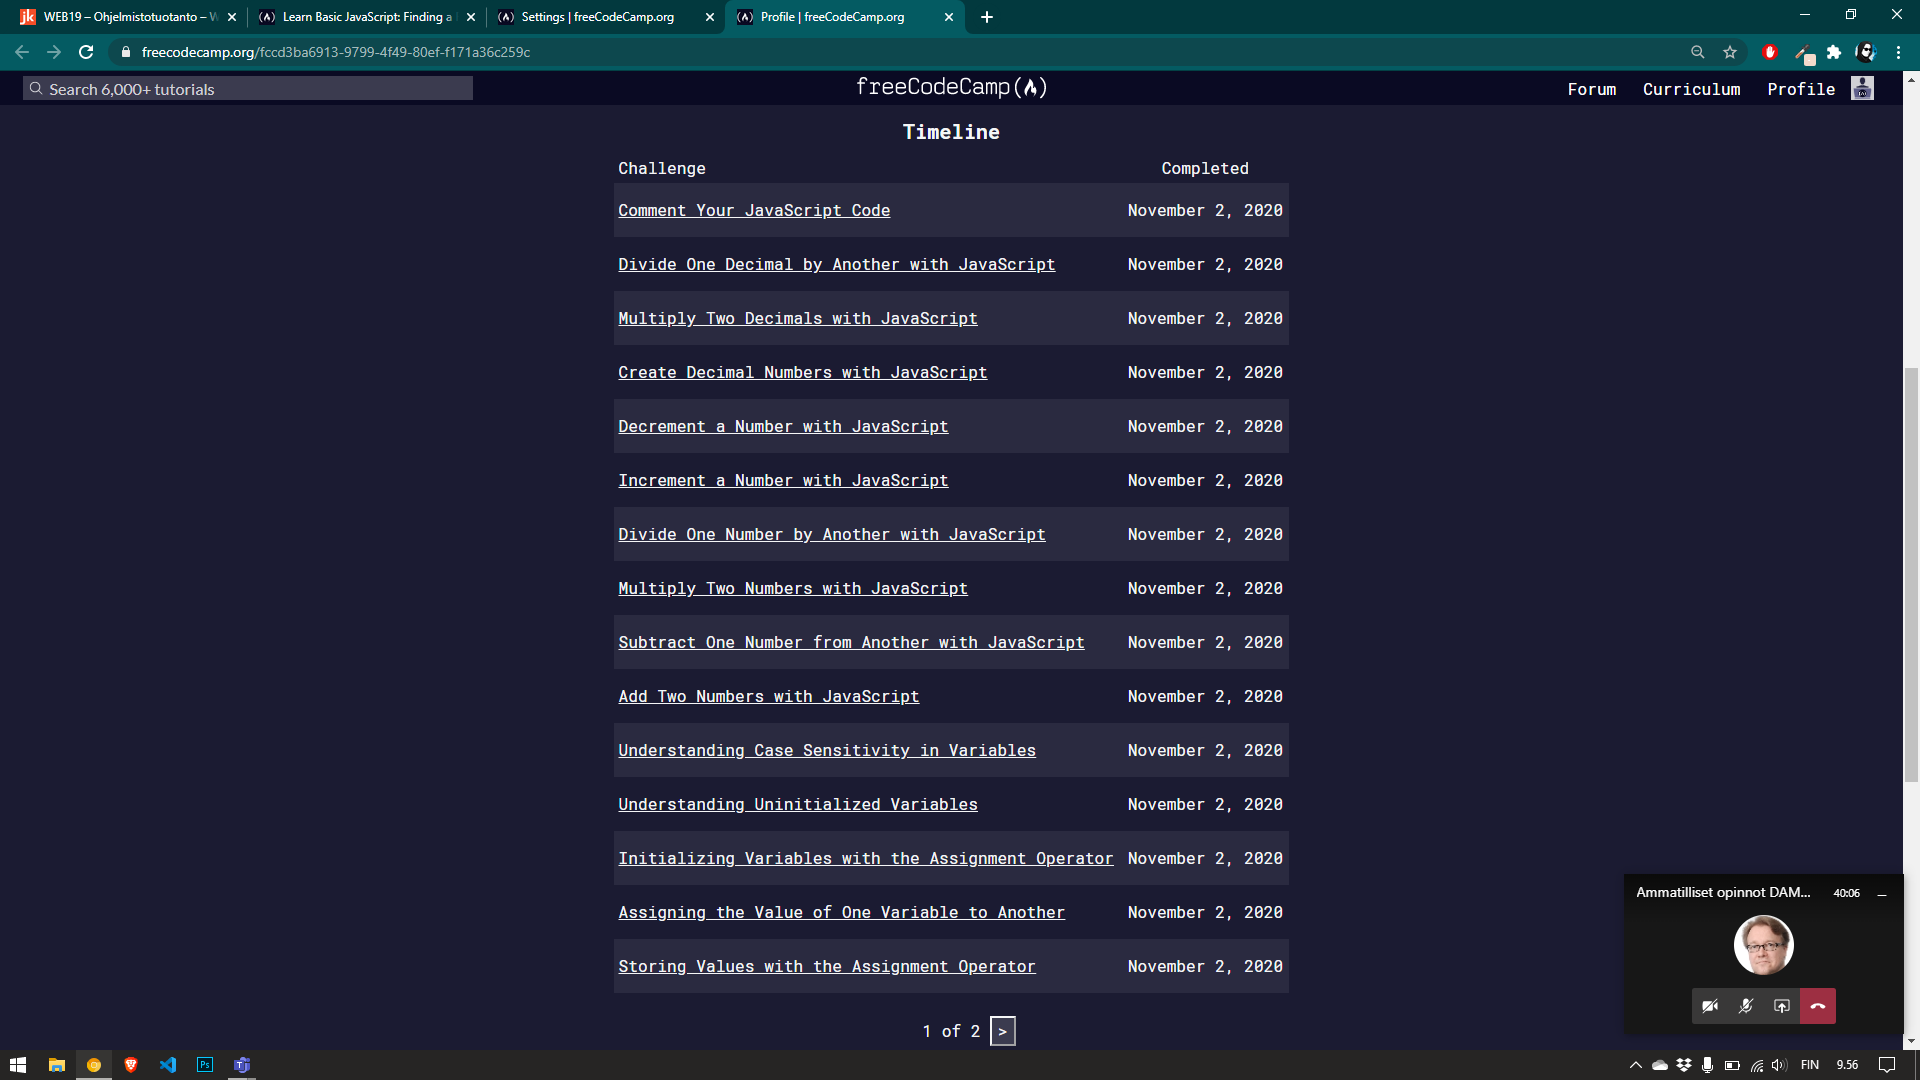 WEB19 – Ohjelmistotuotanto – W
Learn Basic JavaScript: Finding a
Settings | freeCodeCamp.org
Profile | freeCodeCamp.org
freecodecamp.org/fccd3ba6913-9799-4f49-80ef-f171a36c259c
Search 6,000+ tutorials
freeCodeCamp
Forum
Curriculum
Profile
Timeline
Challenge Completed
Comment Your JavaScript Code November 2, 2020
Divide One Decimal by Another with JavaScript November 2, 2020
Multiply Two Decimals with JavaScript November 2, 2020
Create Decimal Numbers with JavaScript November 2, 2020
Decrement a Number with JavaScript November 2, 2020
Increment a Number with JavaScript November 2, 2020
Divide One Number by Another with JavaScript November 2, 2020
Multiply Two Numbers with JavaScript November 2, 2020
Subtract One Number from Another with JavaScript November 2, 2020
Add Two Numbers with JavaScript November 2, 2020
Understanding Case Sensitivity in Variables November 2, 2020
Understanding Uninitialized Variables November 2, 2020
Initializing Variables with the Assignment Operator November 2, 2020
Assigning the Value of One Variable to Another November 2, 2020
Storing Values with the Assignment Operator November 2, 2020
1 of 2 >
Ammatilliset opinnot DAM... 40:06
FIN 9.56